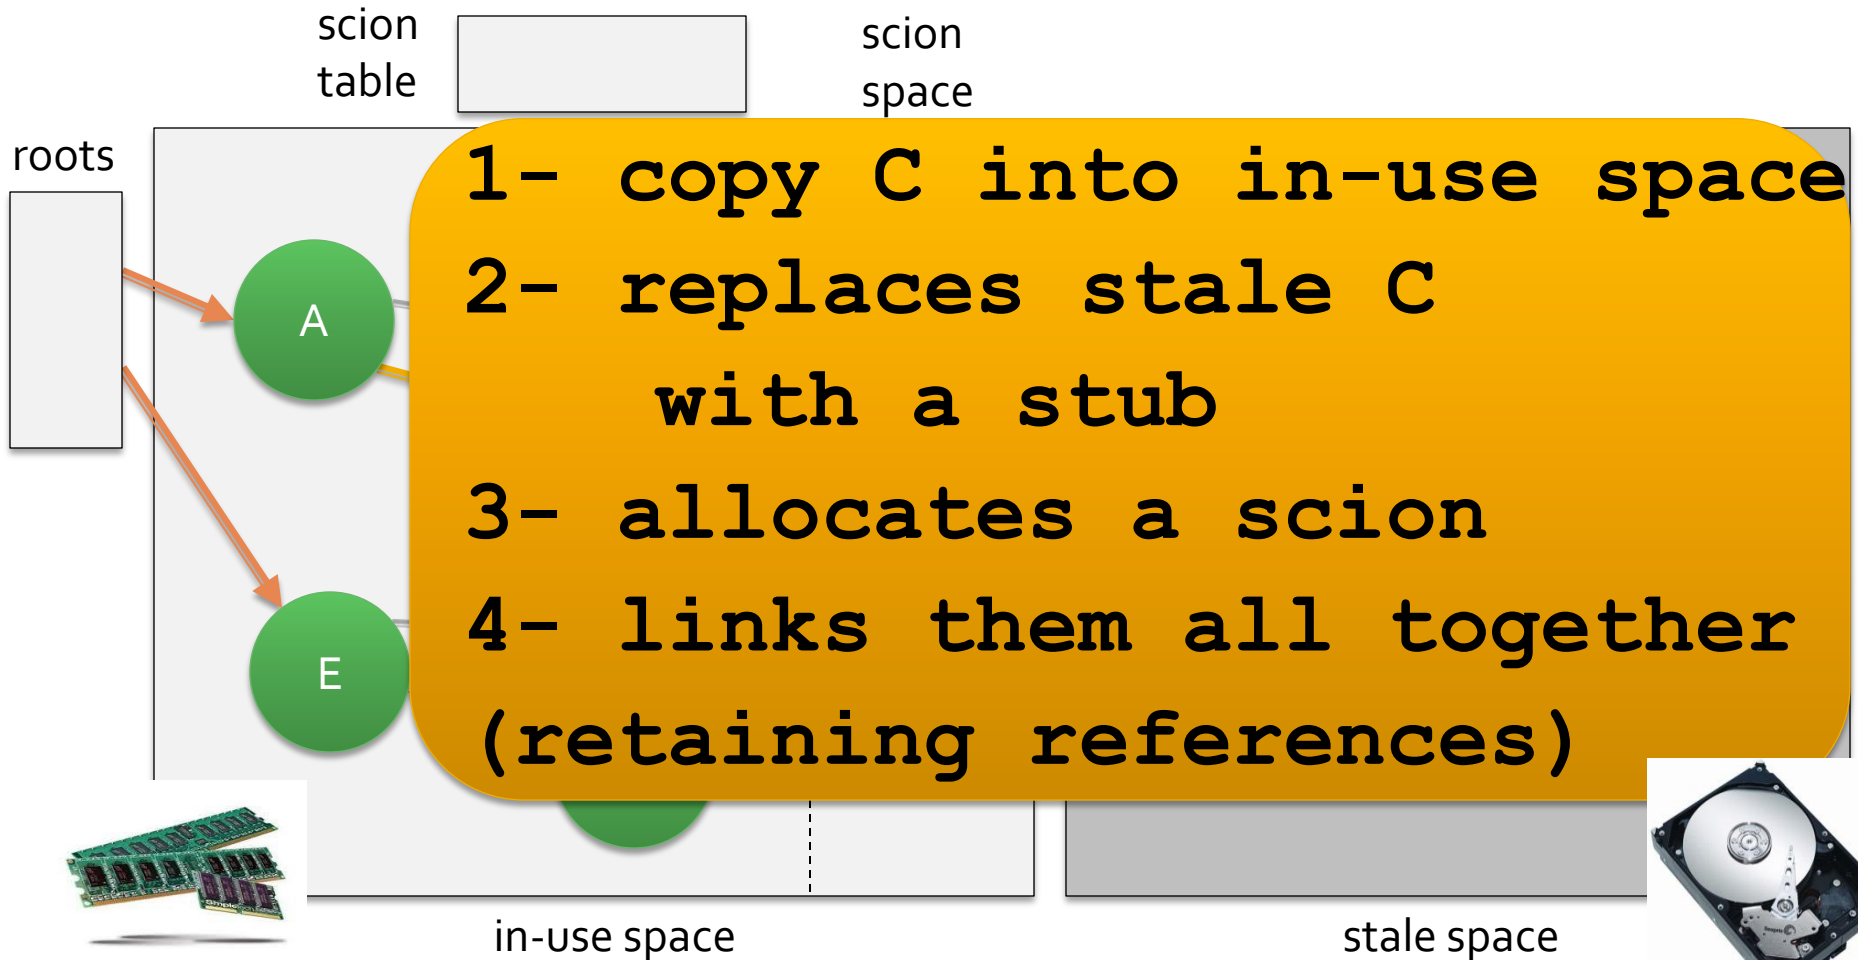 scion
table
scion
space
roots
1- copy C into in-use space
2- replaces stale C
with a stub
3- allocates a scion
4- links them all together
(retaining references)
A
E
in-use space
stale space